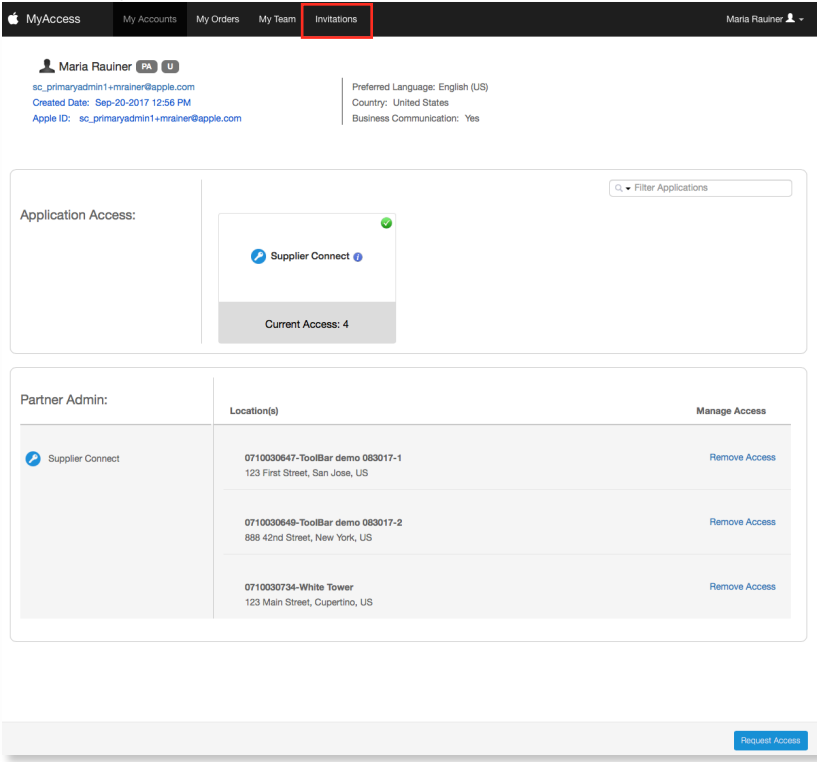 MyAccess My Accounts My Orders My Team Invitations Maria Rauiner
Maria Rauiner PA U
sc_primaryadmin1+mrainer@apple.com
Created Date: Sep-20-2017 12:56 PM
Apple ID: sc_primaryadmin1+mrainer@apple.com
Preferred Language: English (US)
Country: United States
Business Communication: Yes
Filter Applications
Application Access:
Supplier Connect i
Current Access: 4
Partner Admin:
Location(s) Manage Access
Supplier Connect
0710030647-ToolBar demo 083017-1 Remove Access
123 First Street, San Jose, US
0710030649-ToolBar demo 083017-2 Remove Access
888 42nd Street, New York, US
0710030734-White Tower Remove Access
123 Main Street, Cupertino, US
Request Access